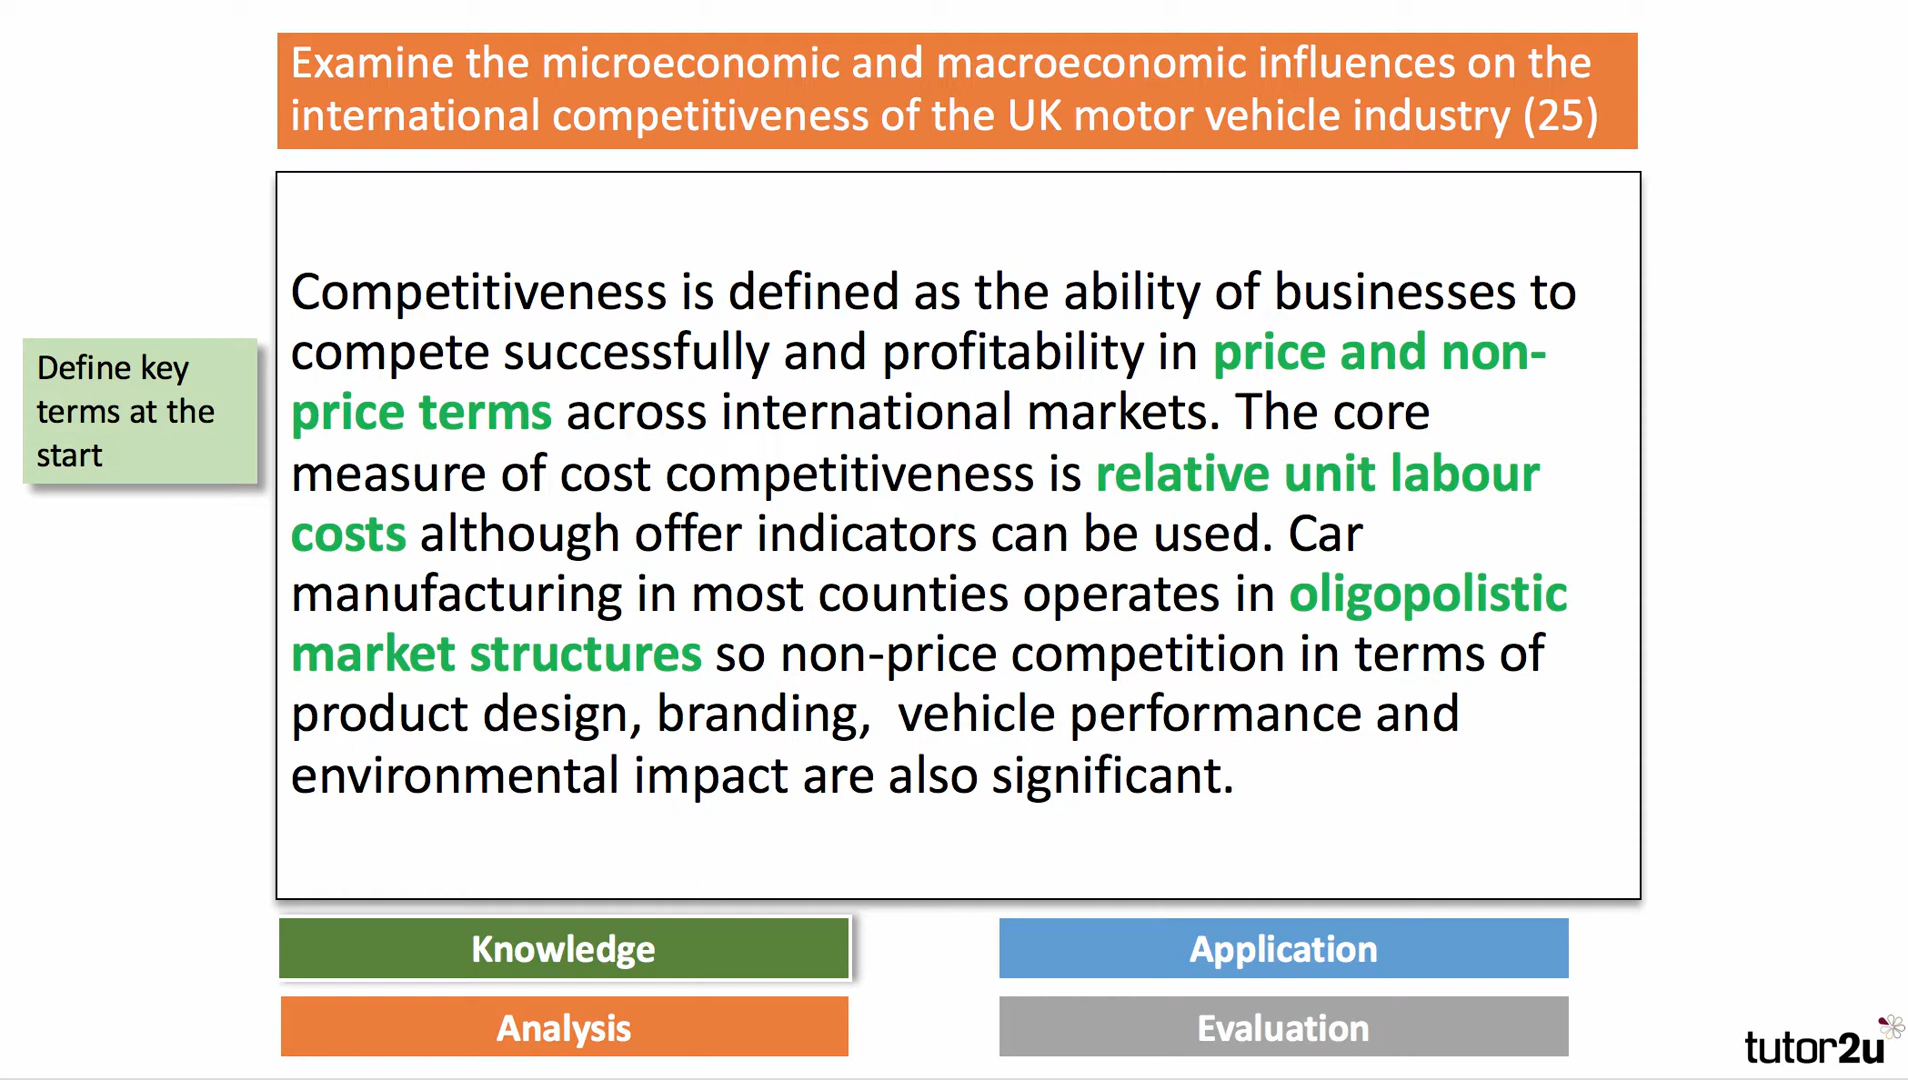 Examine the microeconomic and macroeconomic influences on the
international competitiveness of the UK motor vehicle industry (25)
Define key
terms at the
start
Competitiveness is defined as the ability of businesses to
compete successfully and profitability in price and non-
price terms across international markets. The core
measure of cost competitiveness is relative unit labour
costs although offer indicators can be used. Car
manufacturing in most counties operates in oligopolistic
market structures so non-price competition in terms of
product design, branding,  vehicle performance and
environmental impact are also significant.
Knowledge
Application
Analysis
Evaluation
tutor2u